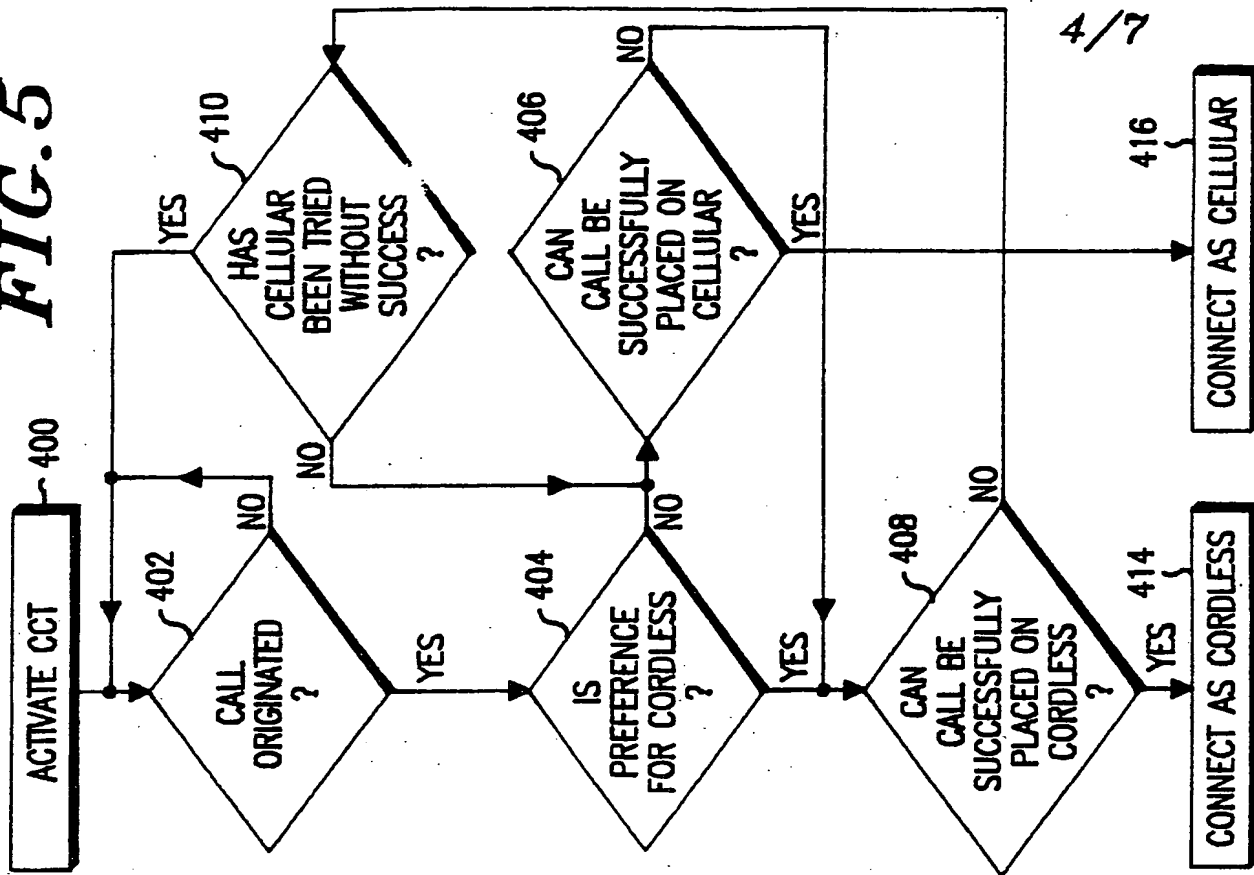 4/7
FIG.5
ACTIVATE CCT
400
CALL
ORIGINATED
?
402
NO
YES
HAS
CELLULAR
BEEN TRIED
WITHOUT
SUCCESS
?
410
YES
NO
IS
PREFERENCE
FOR CORDLESS
?
404
NO
YES
CAN
CALL BE
SUCCESSFULLY
PLACED ON
CELLULAR
?
406
NO
YES
CAN
CALL BE
SUCCESSFULLY
PLACED ON
CORDLESS
?
408
NO
YES
CONNECT AS CORDLESS
414
CONNECT AS CELLULAR
416